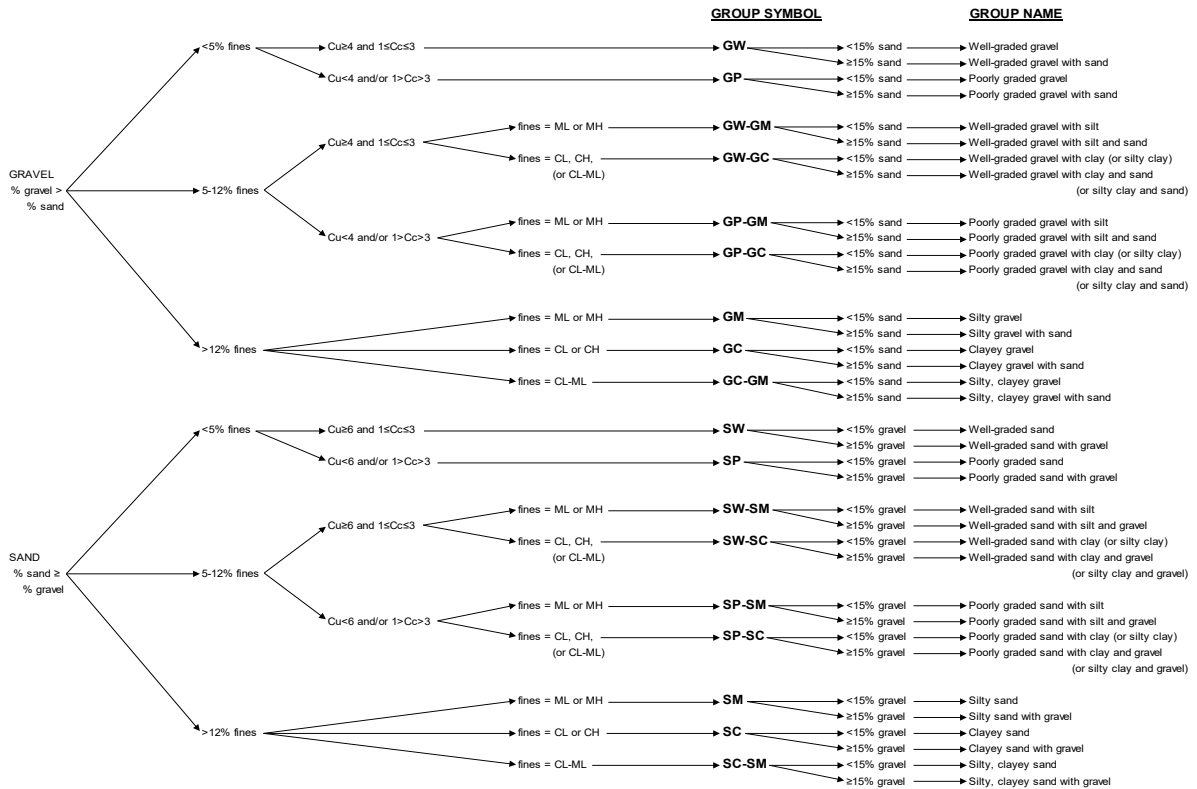 GROUP SYMBOL GROUP NAME
<5% fines Cu≥4 and 1≤Cc≤3 GW <15% sand Well-graded gravel
≥15% sand Well-graded gravel with sand
Cu<4 and/or 1>Cc>3 GP <15% sand Poorly graded gravel
≥15% sand Poorly graded gravel with sand
fines = ML or MH GW-GM <15% sand Well-graded gravel with silt
Cu≥4 and 1≤Cc≤3 ≥15% sand Well-graded gravel with silt and sand
fines = CL, CH, GW-GC <15% sand Well-graded gravel with clay (or silty clay)
GRAVEL (or CL-ML) ≥15% sand Well-graded gravel with clay and sand
% gravel > 5-12% fines (or silty clay and sand)
% sand
fines = ML or MH GP-GM <15% sand Poorly graded gravel with silt
Cu<4 and/or 1>Cc>3 ≥15% sand Poorly graded gravel with silt and sand
fines = CL, CH, GP-GC <15% sand Poorly graded gravel with clay (or silty clay)
(or CL-ML) ≥15% sand Poorly graded gravel with clay and sand
(or silty clay and sand)
fines = ML or MH GM <15% sand Silty gravel
≥15% sand Silty gravel with sand
>12% fines fines = CL or CH GC <15% sand Clayey gravel
≥15% sand Clayey gravel with sand
fines = CL-ML GC-GM <15% sand Silty, clayey gravel
≥15% sand Silty, clayey gravel with sand
<5% fines Cu≥6 and 1≤Cc≤3 SW <15% gravel Well-graded sand
≥15% gravel Well-graded sand with gravel
Cu<6 and/or 1>Cc>3 SP <15% gravel Poorly graded sand
≥15% gravel Poorly graded sand with gravel
fines = ML or MH SW-SM <15% gravel Well-graded sand with silt
Cu≥6 and 1≤Cc≤3 ≥15% gravel Well-graded sand with silt and gravel
fines = CL, CH, SW-SC <15% gravel Well-graded sand with clay (or silty clay)
SAND (or CL-ML) ≥15% gravel Well-graded sand with clay and gravel
% sand ≥ 5-12% fines (or silty clay and gravel)
% gravel
fines = ML or MH SP-SM <15% gravel Poorly graded sand with silt
Cu<6 and/or 1>Cc>3 ≥15% gravel Poorly graded sand with silt and gravel
fines = CL, CH, SP-SC <15% gravel Poorly graded sand with clay (or silty clay)
(or CL-ML) ≥15% gravel Poorly graded sand with clay and gravel
(or silty clay and gravel)
fines = ML or MH SM <15% gravel Silty sand
≥15% gravel Silty sand with gravel
>12% fines fines = CL or CH SC <15% gravel Clayey sand
≥15% gravel Clayey sand with gravel
fines = CL-ML SC-SM <15% gravel Silty, clayey sand
≥15% gravel Silty, clayey sand with gravel